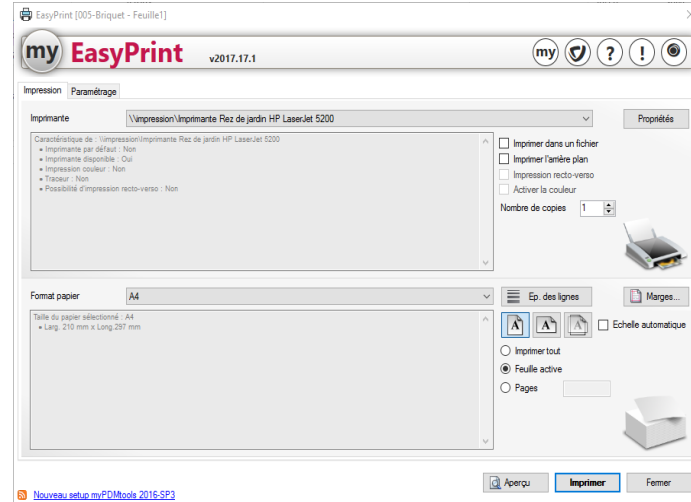 EasyPrint [005-Briquet - Feuille1]
my EasyPrint v2017.17.1
my ? !
Impression Paramétrage
Imprimante \\impression\Imprimante Rez de jardin HP LaserJet 5200 Propriétés
Caractéristique de : \\impression\Imprimante Rez de jardin HP LaserJet 5200
• Imprimante par défaut : Non
• Imprimante disponible : Oui
• Impression couleur : Non
• Traceur : Non
• Possibilité d'impression recto-verso : Non
Imprimer dans un fichier
Imprimer l'arrière plan
Impression recto-verso
Activer la couleur
Nombre de copies 1
Format papier A4 Ep. des lignes Marges...
Taille du papier sélectionné : A4
• Larg. 210 mm x Long.297 mm
A A A Echelle automatique
Imprimer tout
Feuille active
Pages
Aperçu Imprimer Fermer
Nouveau setup myPDMtools 2016-SP3